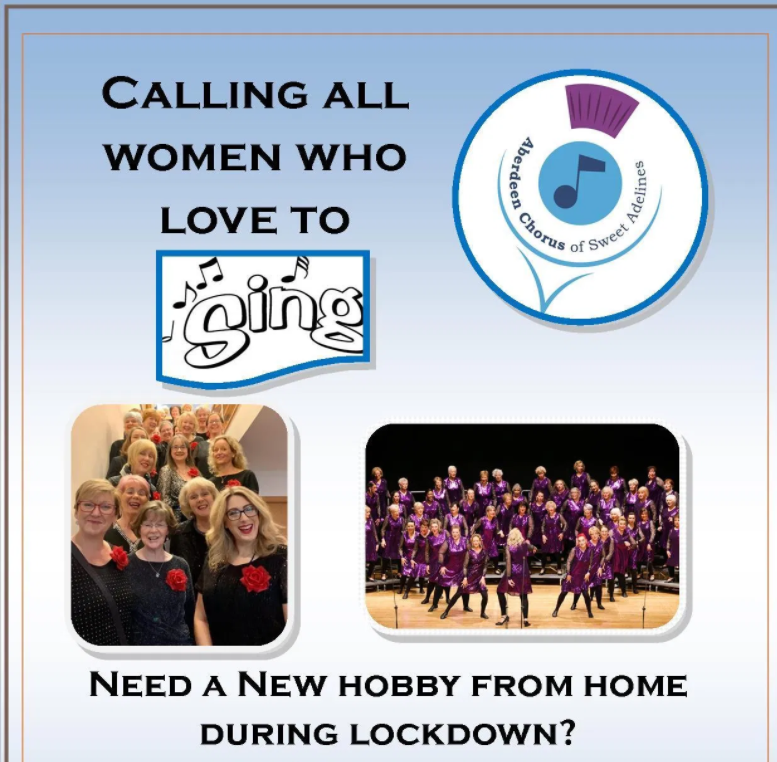 CALLING ALL
WOMEN WHO
LOVE TO
Sing
Aberdeen Chorus of Sweet Adelines
NEED A NEW HOBBY FROM HOME
DURING LOCKDOWN?